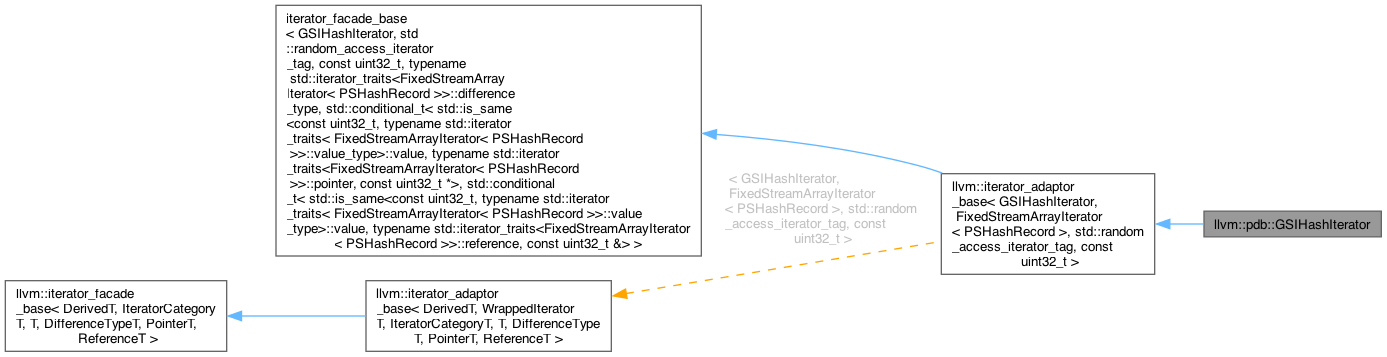 iterator_facade_base
< GSIHashIterator, std
::random_access_iterator
_tag, const uint32_t, typename
std::iterator_traits<FixedStreamArray
Iterator< PSHashRecord >>::difference
_type, std::conditional_t< std::is_same
<const uint32_t, typename std::iterator
_traits< FixedStreamArrayIterator< PSHashRecord
>>::value_type>::value, typename std::iterator
_traits<FixedStreamArrayIterator< PSHashRecord
>>::pointer, const uint32_t *>, std::conditional
_t< std::is_same<const uint32_t, typename std::iterator
_traits< FixedStreamArrayIterator< PSHashRecord >>::value
_type>::value, typename std::iterator_traits<FixedStreamArrayIterator
< PSHashRecord >>::reference, const uint32_t &> >
< GSIHashIterator,
FixedStreamArrayIterator
< PSHashRecord >, std::random
_access_iterator_tag, const
uint32_t >
llvm::iterator_adaptor
_base< GSIHashIterator,
FixedStreamArrayIterator
< PSHashRecord >, std::random
_access_iterator_tag, const
uint32_t >
llvm::pdb::GSIHashIterator
llvm::iterator_facade
_base< DerivedT, IteratorCategory
T, T, DifferenceTypeT, PointerT,
ReferenceT >
llvm::iterator_adaptor
_base< DerivedT, WrappedIterator
T, IteratorCategoryT, T, DifferenceType
T, PointerT, ReferenceT >